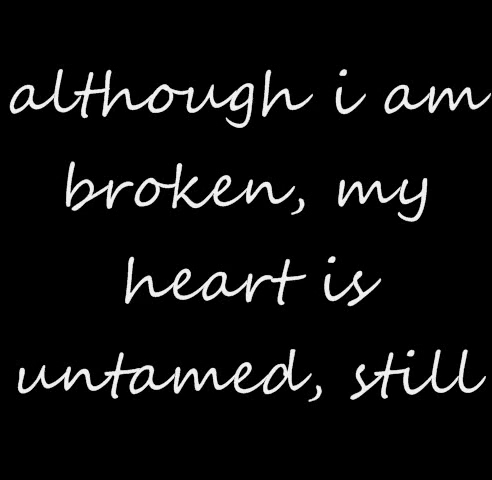 although i am
broken, my
heart is
untamed, still